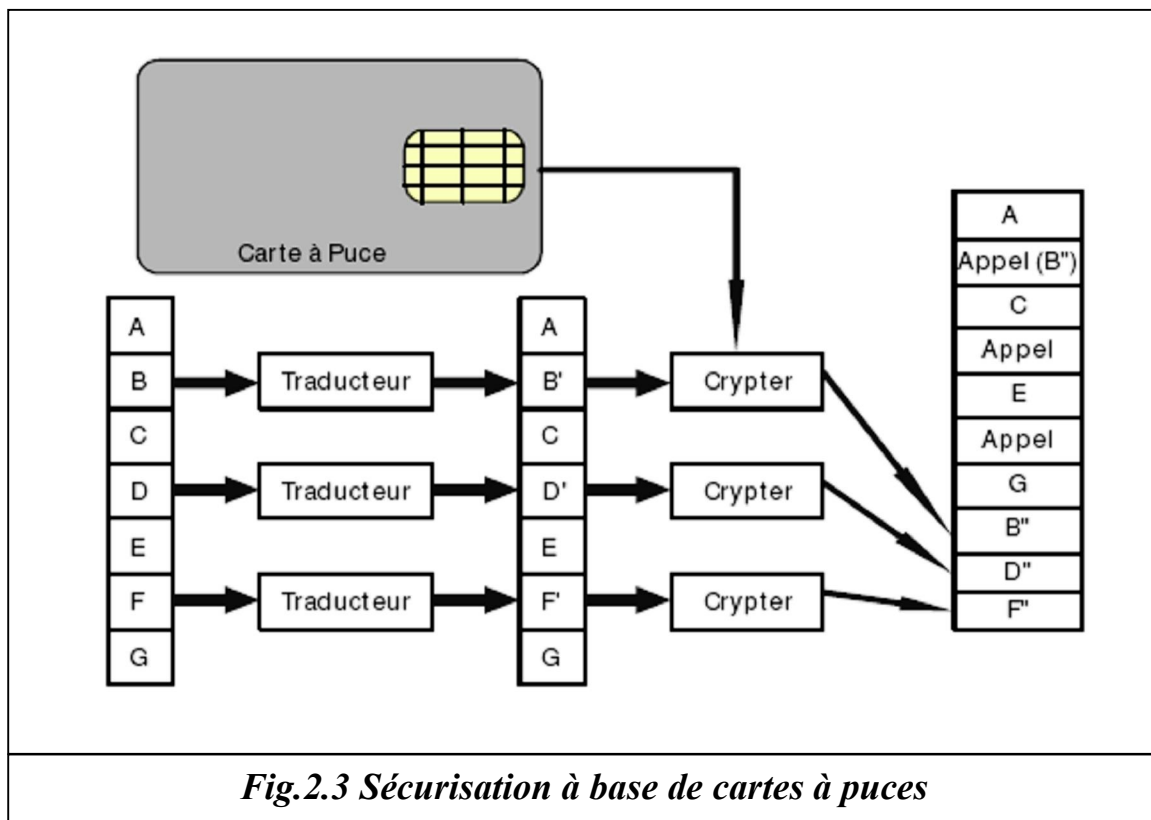 Carte à Puce
A
B
C
D
E
F
G
Traducteur
Traducteur
Traducteur
A
B'
C
D'
E
F'
G
Crypter
Crypter
Crypter
A
Appel (B")
C
Appel
E
Appel
G
B"
D"
F"
Fig.2.3 Sécurisation à base de cartes à puces